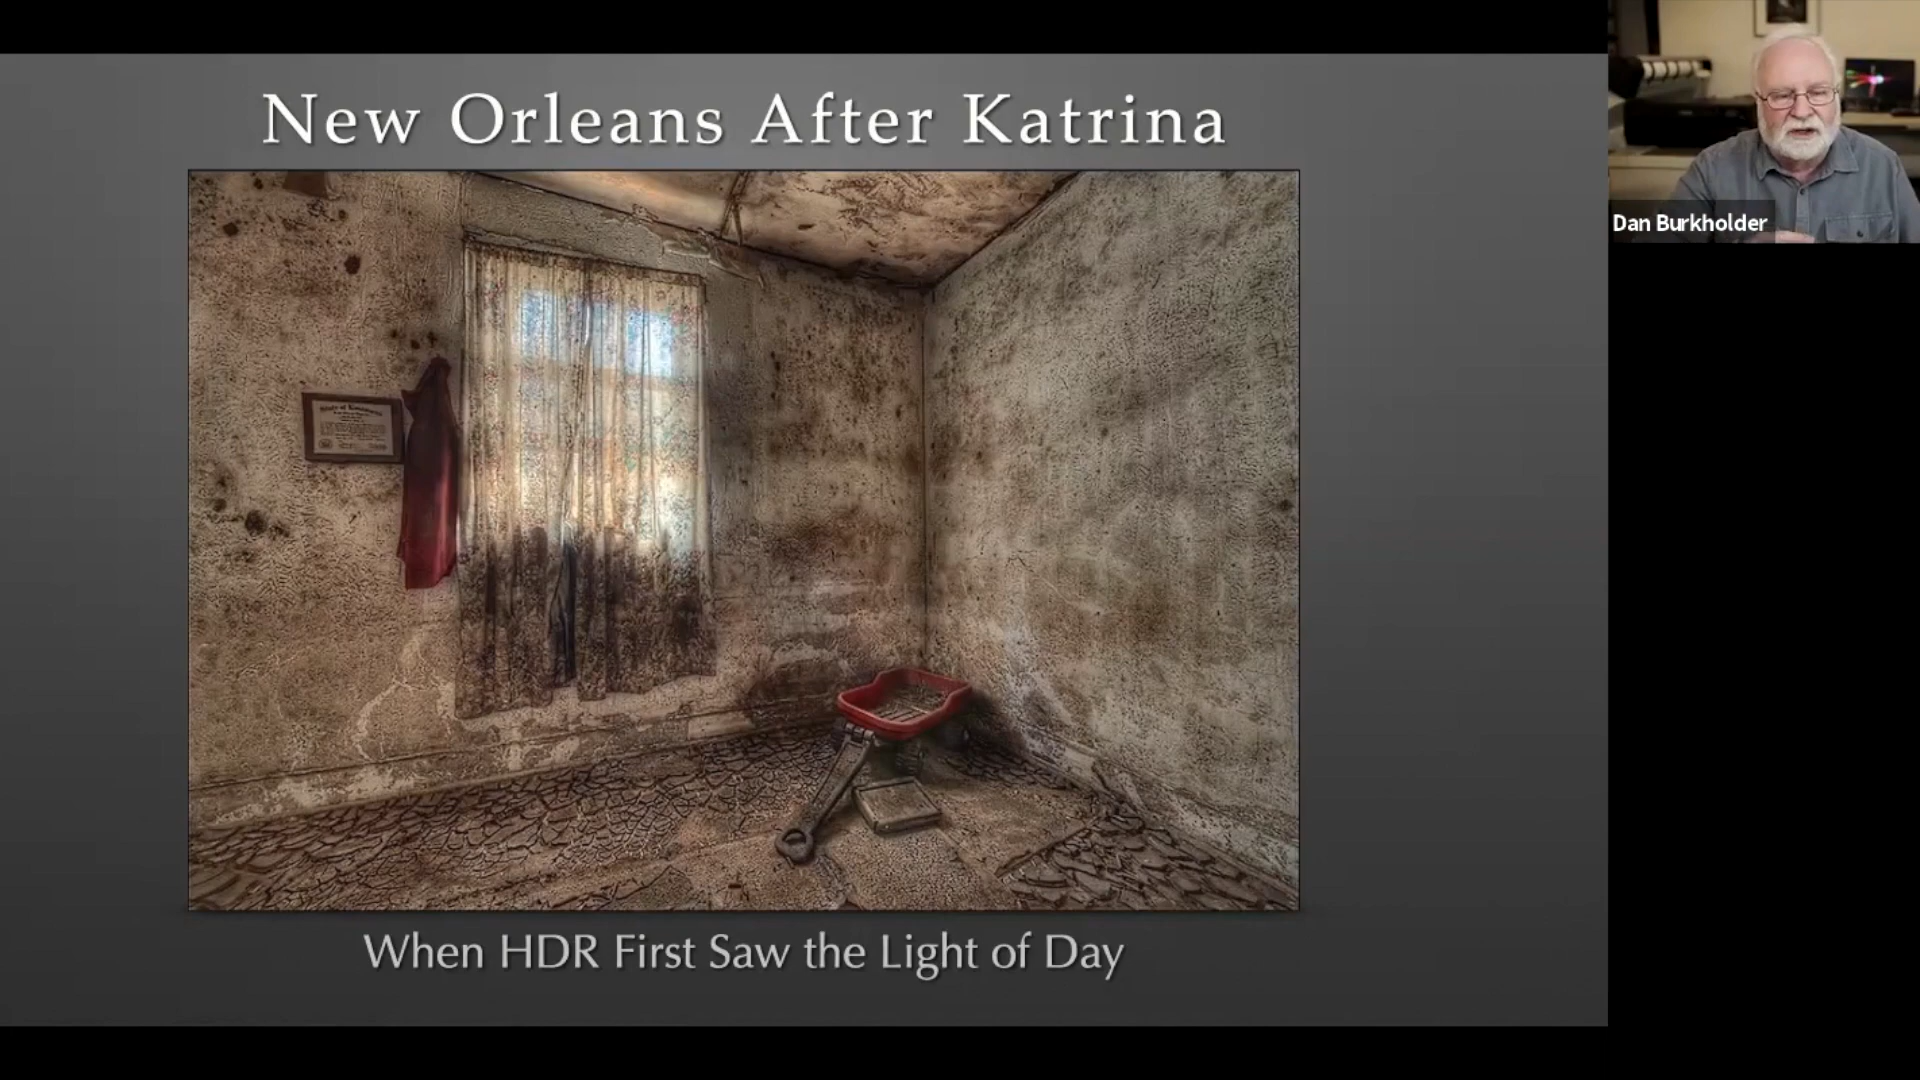 New Orleans After Katrina
Dan Burkholder
When HDR First Saw the Light of Day